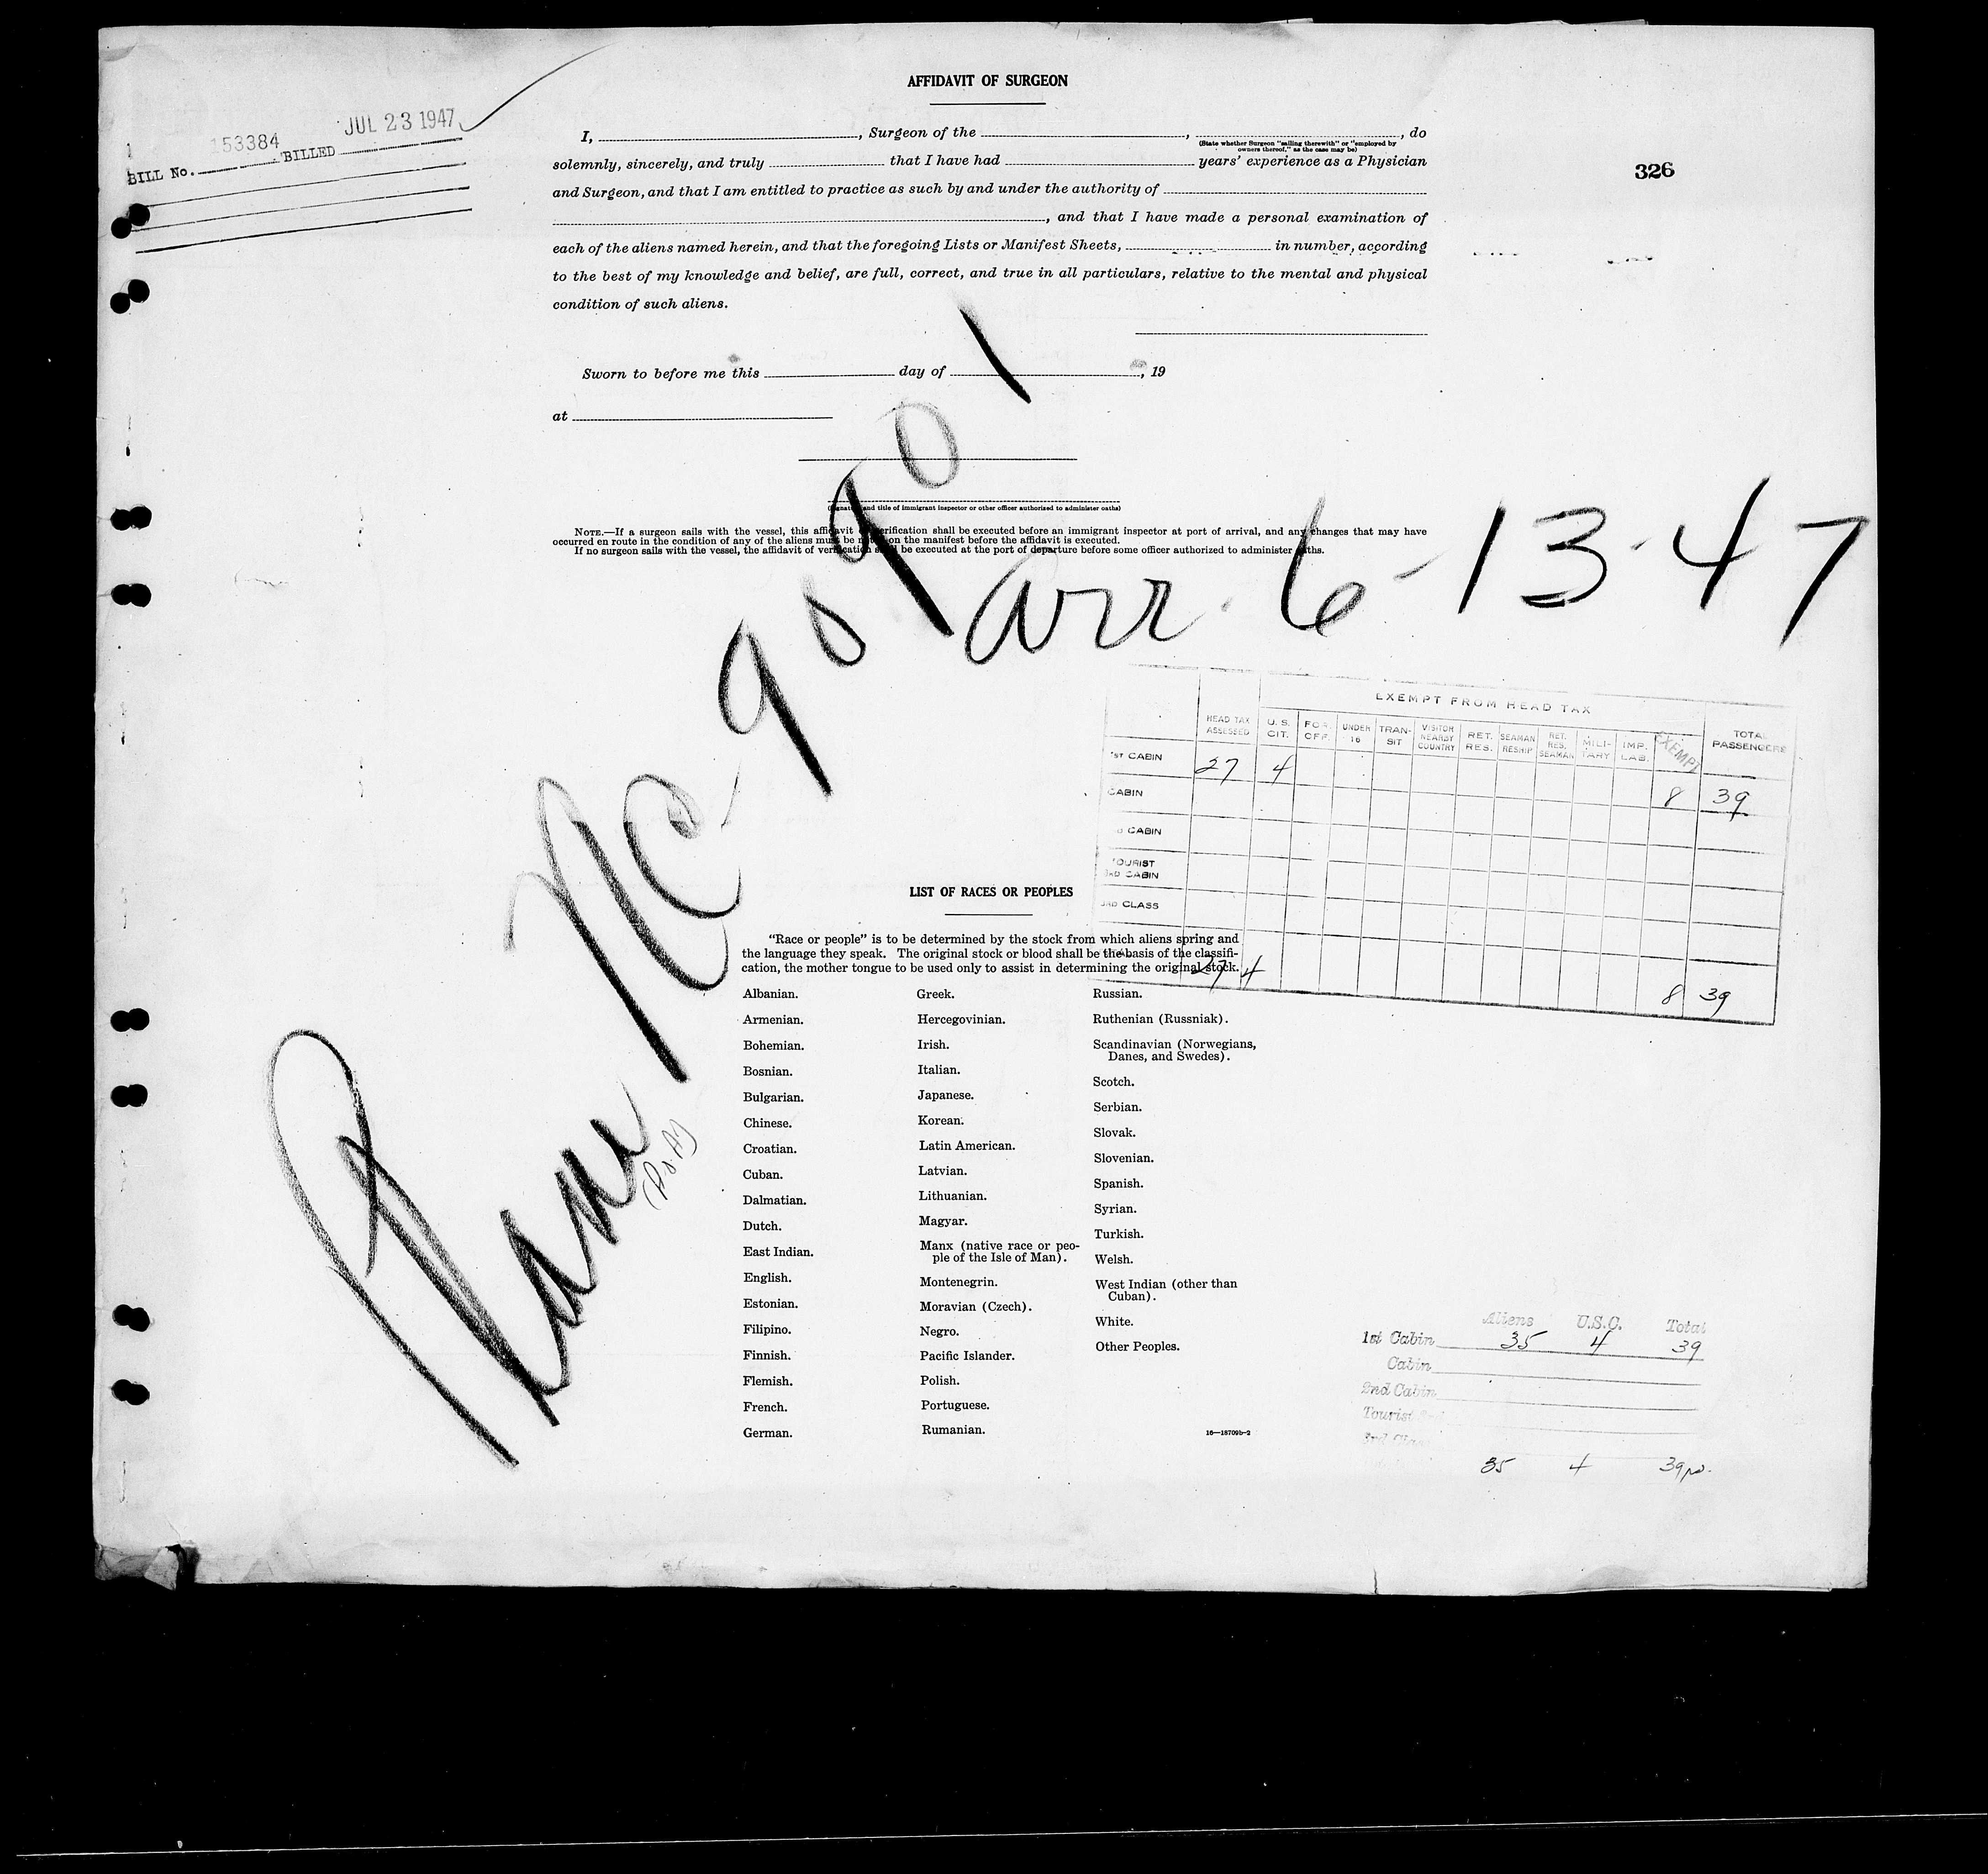 AFFIDAVIT OF SURGEON
153384 JUL 23 1947
BILL No. BILLED
326
I, , Surgeon of the , , do
(State whether Surgeon "sailing therewith" or "employed by
owners thereof," as the case may be)
solemnly, sincerely, and truly that I have had years' experience as a Physician
and Surgeon, and that I am entitled to practice as such by and under the authority of
, and that I have made a personal examination of
each of the aliens named herein, and that the foregoing Lists or Manifest Sheets, in number, according
to the best of my knowledge and belief, are full, correct, and true in all particulars, relative to the mental and physical
condition of such aliens.
Sworn to before me this day of , 19
at
(Signature and title of immigrant inspector or other officer authorized to administer oaths)
NOTE.—If a surgeon sails with the vessel, this affidavit of verification shall be executed before an immigrant inspector at port of arrival, and any changes that may have
occurred en route in the condition of any of the aliens must be noted on the manifest before the affidavit is executed.
If no surgeon sails with the vessel, the affidavit of verification shall be executed at the port of departure before some officer authorized to administer oaths.
Plane NC 90901
Arr. 6-13-47
EXEMPT FROM HEAD TAX
HEAD TAX ASSESSED U.S. CIT. FOR. OFF. UNDER 16 TRANSIT VISITOR NEARBY COUNTRY RET. RES. SEAMAN RESHIP RET. RES. SEAMAN MILITARY IMP. LAB. EXEMPT TOTAL PASSENGERS
1ST CABIN 27 4 8 39
CABIN
CABIN
TOURIST
3RD CABIN
3RD CLASS
27 4 8 39
LIST OF RACES OR PEOPLES
"Race or people" is to be determined by the stock from which aliens spring and
the language they speak. The original stock or blood shall be the basis of the classifi-
cation, the mother tongue to be used only to assist in determining the original stock.
Albanian.
Armenian.
Bohemian.
Bosnian.
Bulgarian.
Chinese.
Croatian.
Cuban.
Dalmatian.
Dutch.
East Indian.
English.
Estonian.
Filipino.
Finnish.
Flemish.
French.
German.
Greek.
Hercegovinian.
Irish.
Italian.
Japanese.
Korean.
Latin American.
Latvian.
Lithuanian.
Magyar.
Manx (native race or peo-
ple of the Isle of Man).
Montenegrin.
Moravian (Czech).
Negro.
Pacific Islander.
Polish.
Portuguese.
Rumanian.
Russian.
Ruthenian (Russniak).
Scandinavian (Norwegians,
Danes, and Swedes).
Scotch.
Serbian.
Slovak.
Slovenian.
Spanish.
Syrian.
Turkish.
Welsh.
West Indian (other than
Cuban).
White.
Other Peoples.
16—18709b-2
Aliens U.S.C. Total
1st Cabin 35 4 39
Cabin
2nd Cabin
Tourist
35 4 39